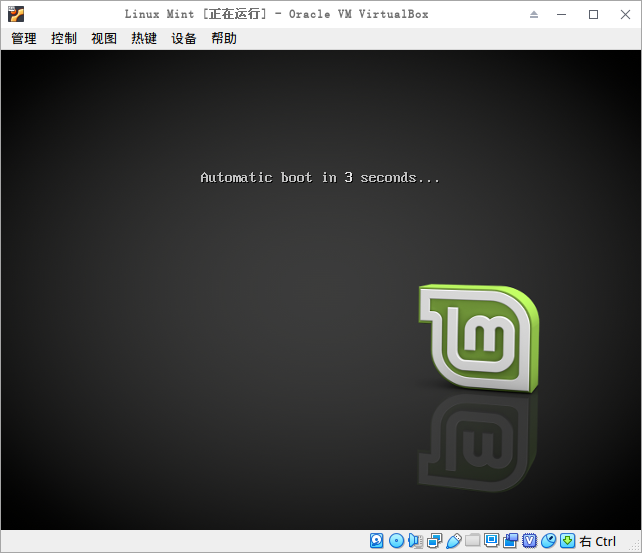 Linux Mint [正在运行] - Oracle VM VirtualBox
管理 控制 视图 热键 设备 帮助
Automatic boot in 3 seconds...
右 Ctrl